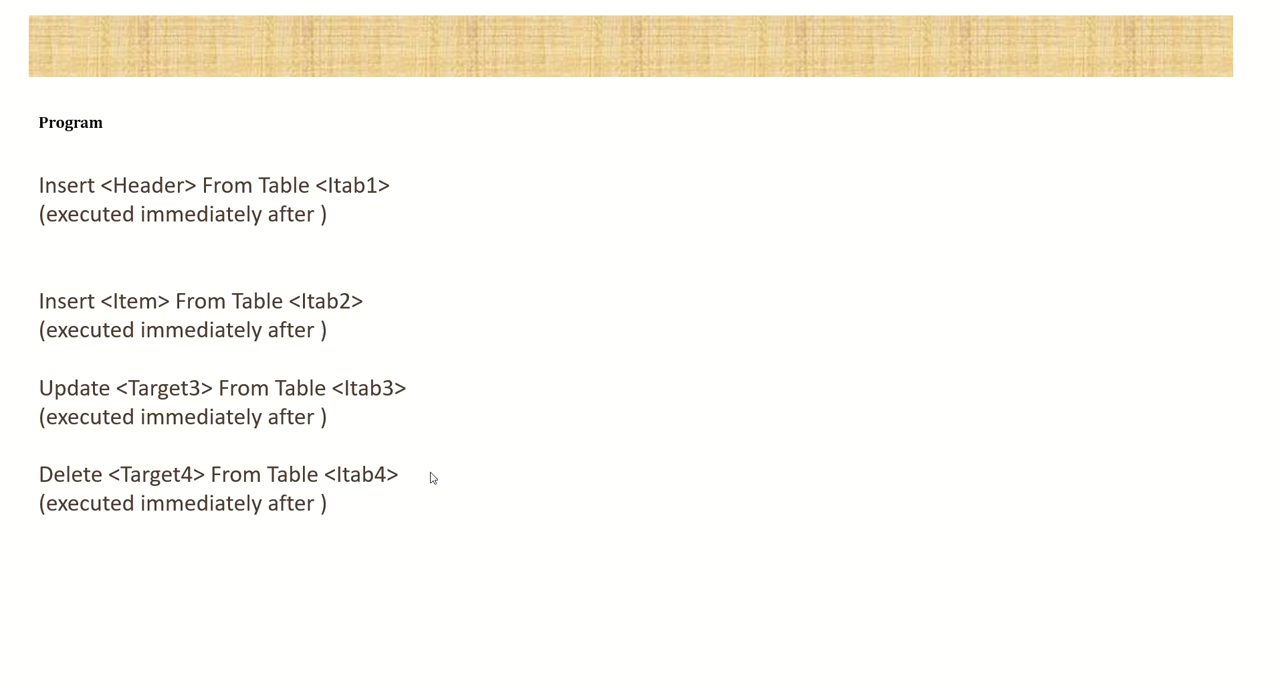 Program
Insert <Header> From Table <Itab1>
(executed immediately after )
Insert <Item> From Table <Itab2>
(executed immediately after )
Update <Target3> From Table <Itab3>
(executed immediately after )
Delete <Target4> From Table <Itab4>
(executed immediately after )